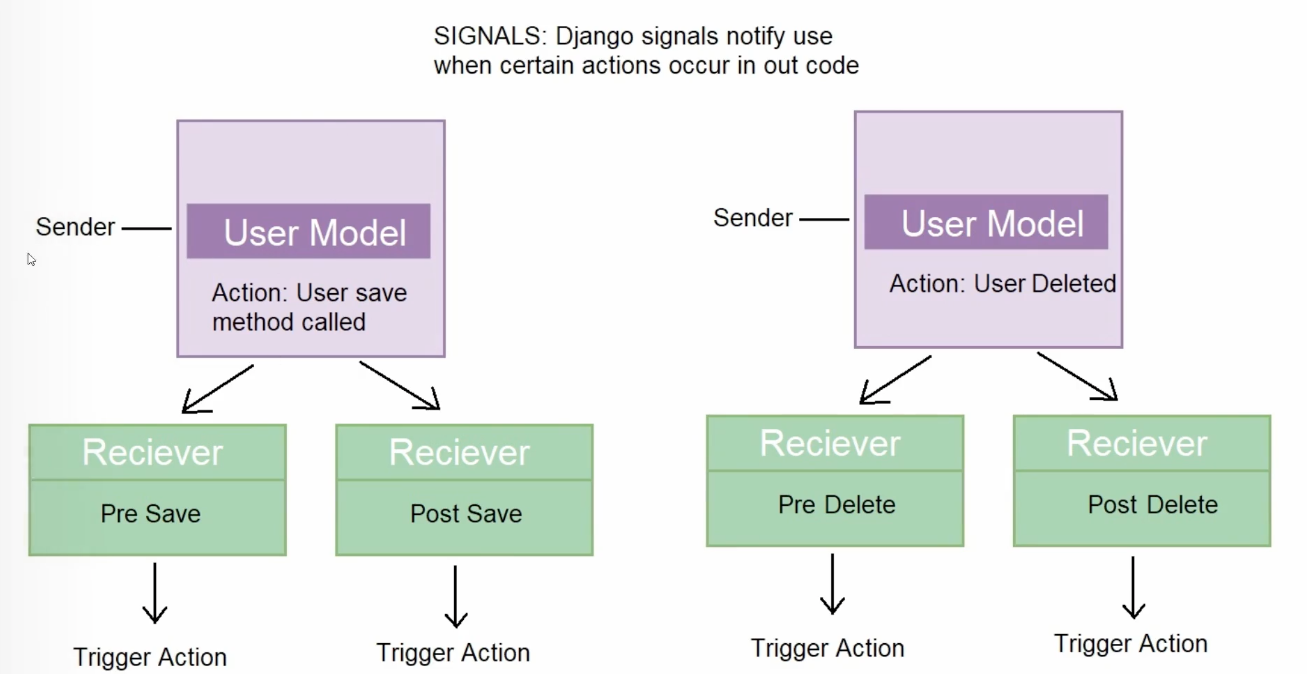 SIGNALS: Django signals notify use
when certain actions occur in out code
Sender
User Model
Action: User save
method called
Reciever
Pre Save
Trigger Action
Reciever
Post Save
Trigger Action
Sender
User Model
Action: User Deleted
Reciever
Pre Delete
Trigger Action
Reciever
Post Delete
Trigger Action